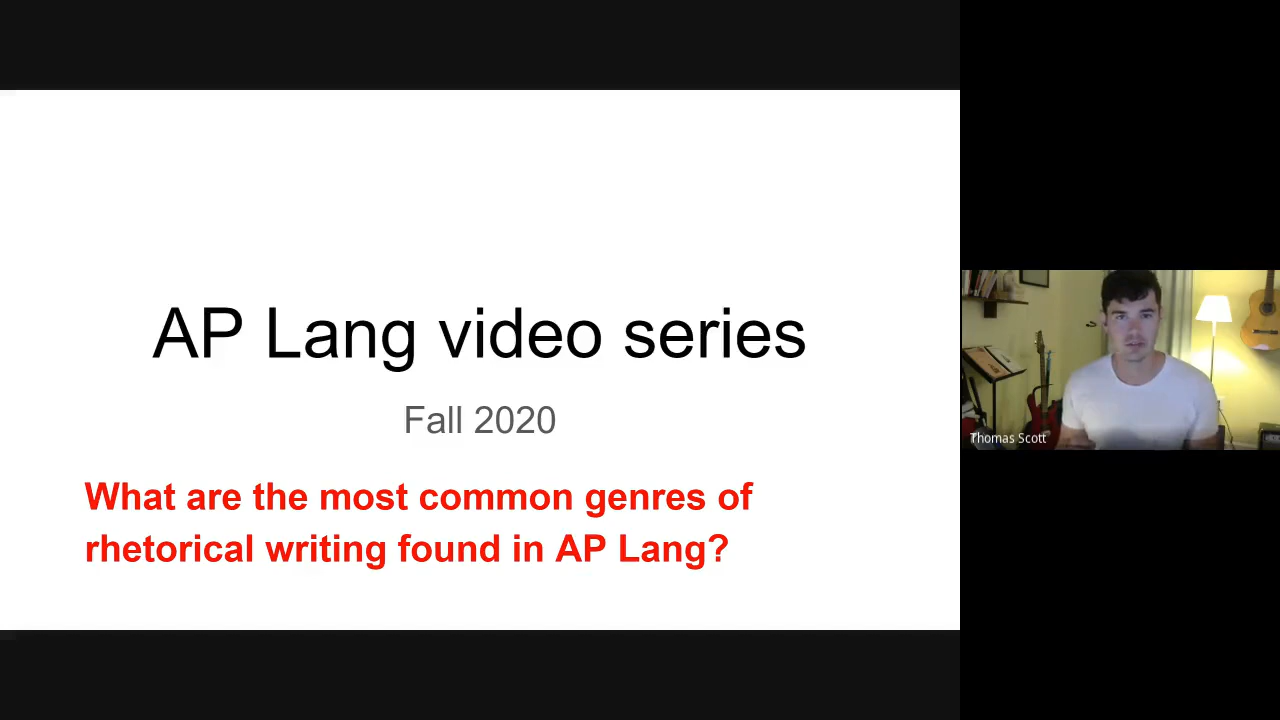 AP Lang video series
Fall 2020
What are the most common genres of
rhetorical writing found in AP Lang?
Thomas Scott